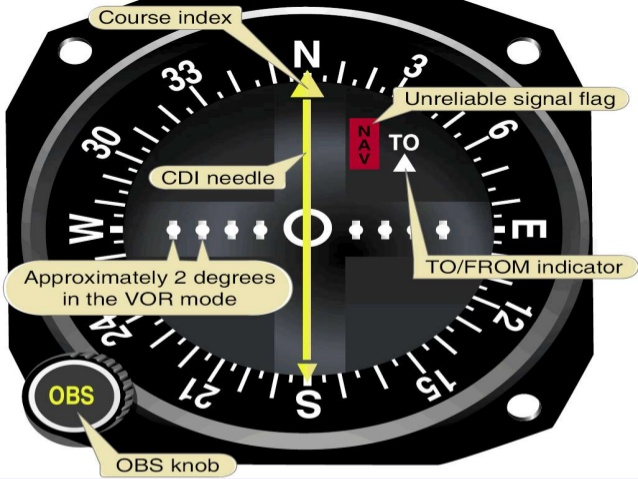 Course index
N
33
3
Unreliable signal flag
30
NAV
TO
6
CDI needle
W
E
TO/FROM indicator
Approximately 2 degrees
in the VOR mode
24
12
OBS
21
15
S
OBS knob